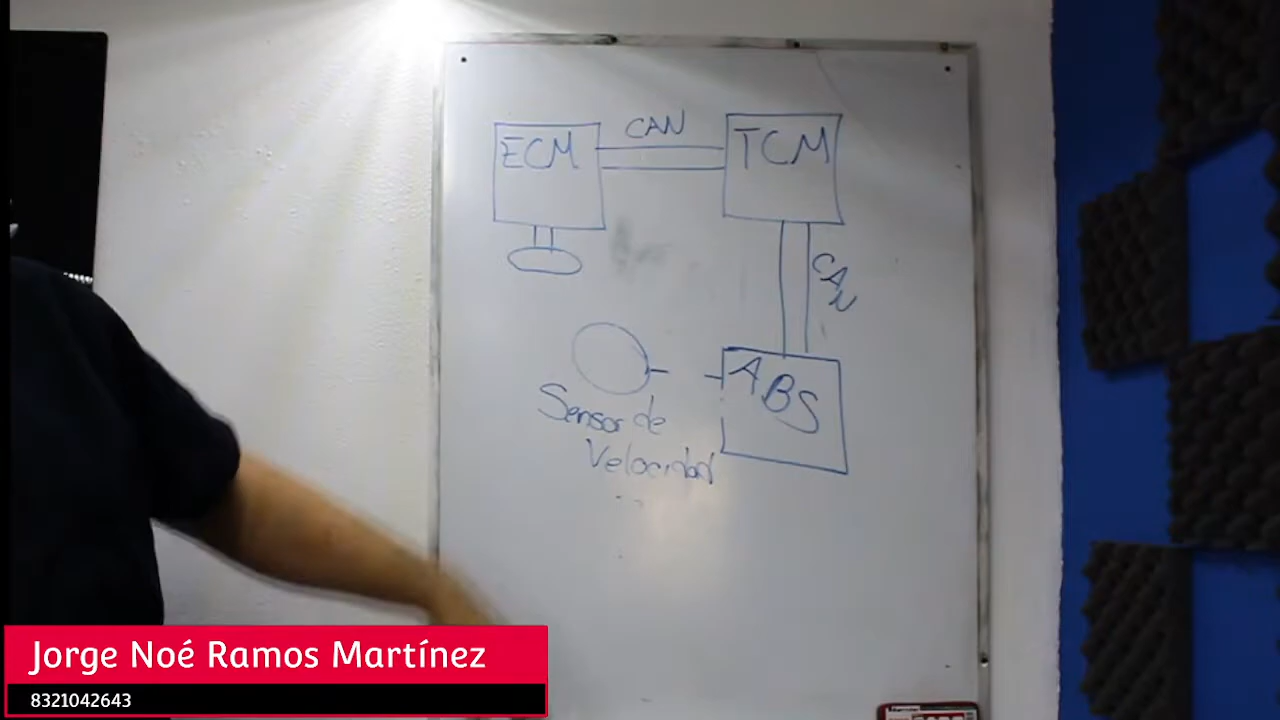 CAN
ECM
TCM
CAN
ABS
Sensor de
Velocidad
Jorge Noé Ramos Martínez
8321042643